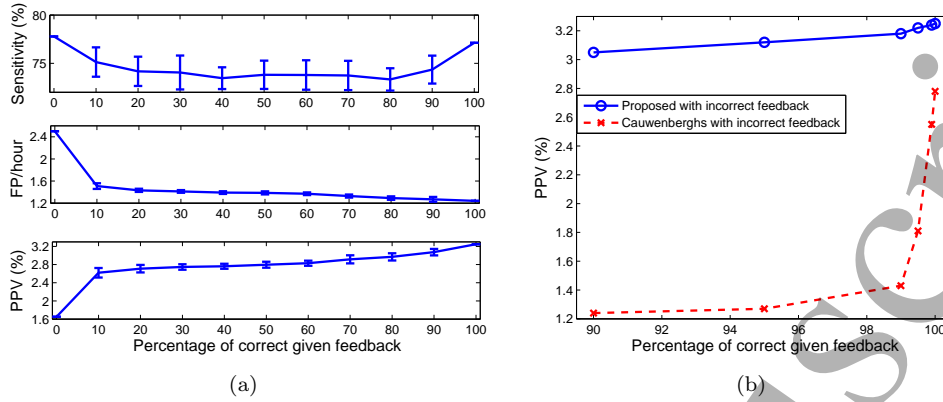 80
75
Sensitivity (%)
0 10 20 30 40 50 60 70 80 90 100
2.4
1.6
1.2
FP/hour
0 10 20 30 40 50 60 70 80 90 100
3.2
2.8
2.4
1.6
PPV (%)
0 10 20 30 40 50 60 70 80 90 100
Percentage of correct given feedback
(a)
3.2
3
2.8
2.6
2.4
2.2
2
1.8
1.6
1.4
1.2
PPV (%)
Proposed with incorrect feedback
Cauwenberghs with incorrect feedback
90 92 94 96 98 100
Percentage of correct given feedback
(b)